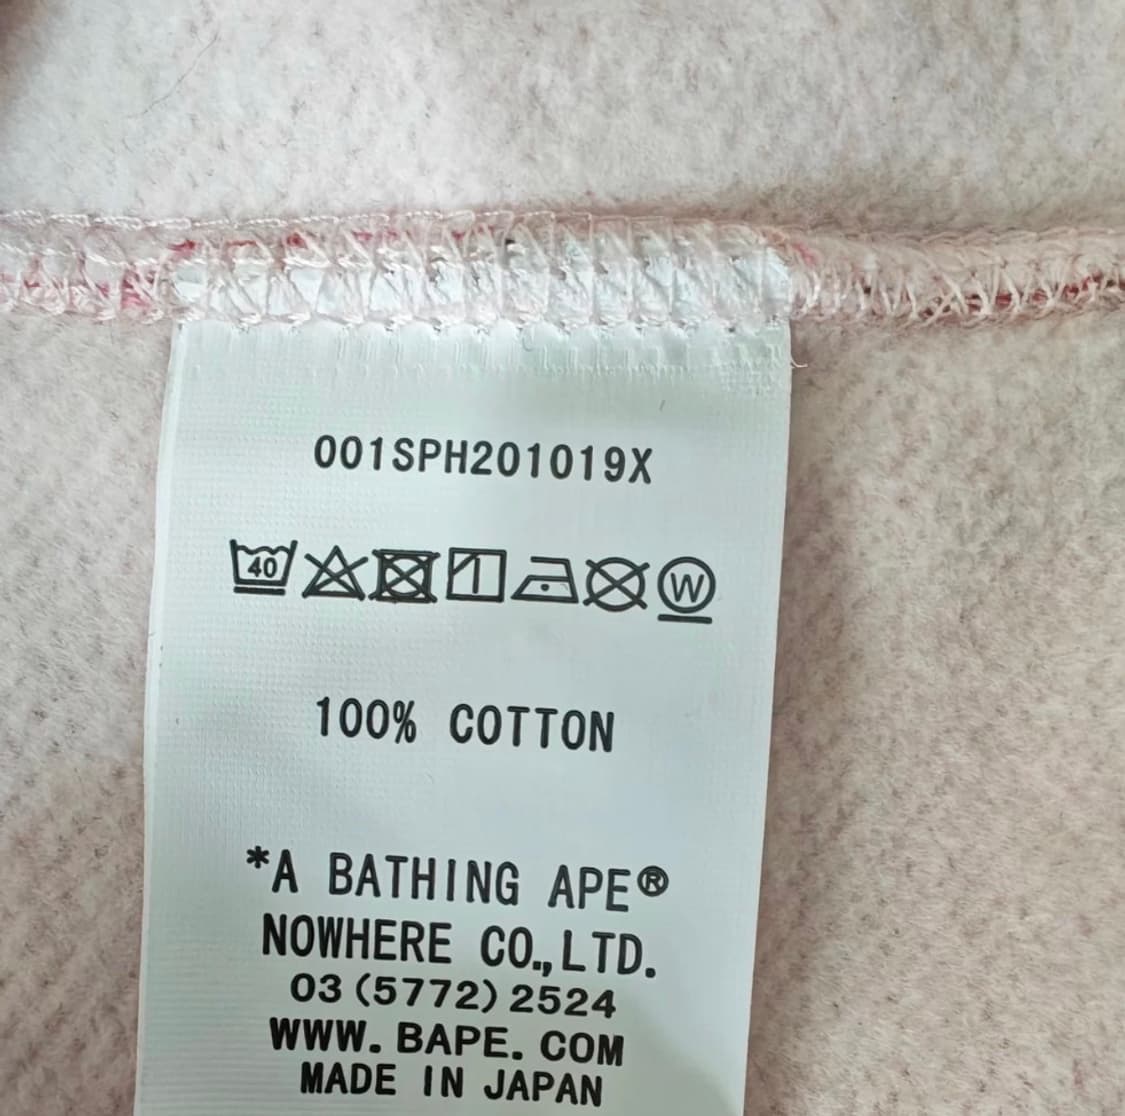 001SPH201019X
40 W
100% COTTON
*A BATHING APE®
NOWHERE CO.,LTD.
03(5772)2524
WWW.BAPE.COM
MADE IN JAPAN